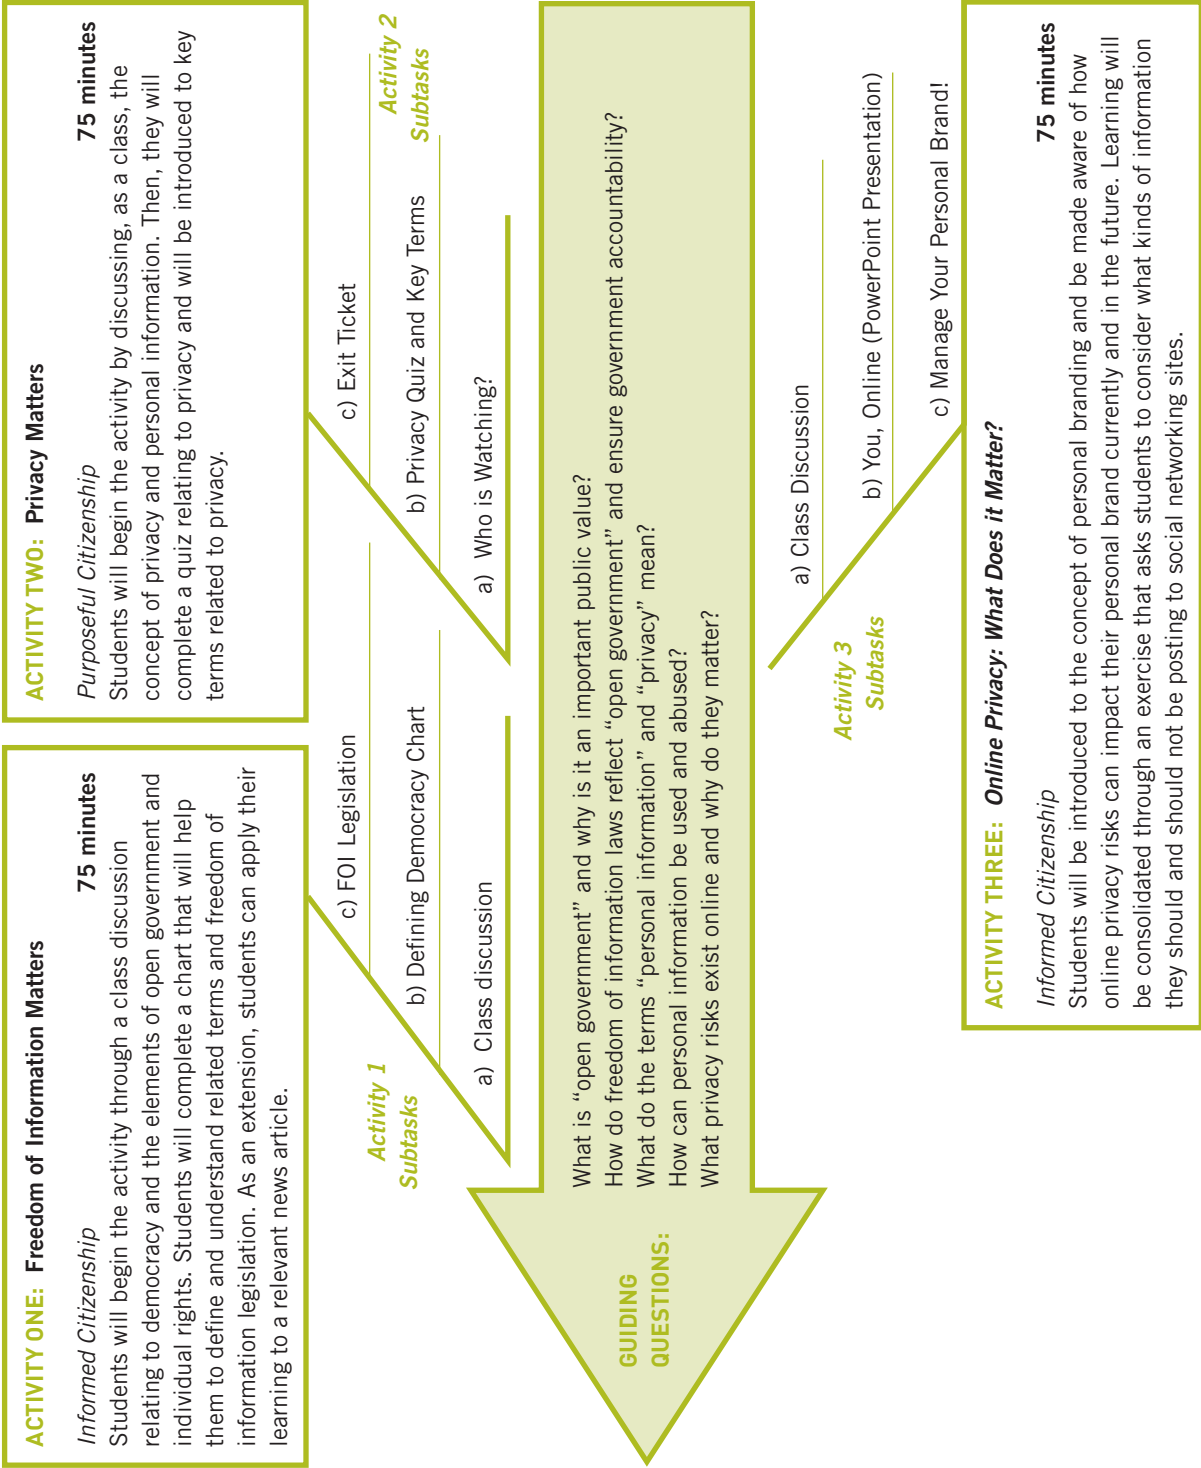 ACTIVITY ONE: Freedom of Information Matters
Informed Citizenship 75 minutes
Students will begin the activity through a class discussion
relating to democracy and the elements of open government and
individual rights. Students will complete a chart that will help
them to define and understand related terms and freedom of
information legislation. As an extension, students can apply their
learning to a relevant news article.
ACTIVITY TWO: Privacy Matters
Purposeful Citizenship 75 minutes
Students will begin the activity by discussing, as a class, the
concept of privacy and personal information. Then, they will
complete a quiz relating to privacy and will be introduced to key
terms related to privacy.
Activity 1
Subtasks
c) FOI Legislation
b) Defining Democracy Chart
a) Class discussion
Activity 2
Subtasks
c) Exit Ticket
b) Privacy Quiz and Key Terms
a) Who is Watching?
GUIDING
QUESTIONS:
What is “open government” and why is it an important public value?
How do freedom of information laws reflect “open government” and ensure government accountability?
What do the terms “personal information” and “privacy” mean?
How can personal information be used and abused?
What privacy risks exist online and why do they matter?
Activity 3
Subtasks
a) Class Discussion
b) You, Online (PowerPoint Presentation)
c) Manage Your Personal Brand!
ACTIVITY THREE: Online Privacy: What Does it Matter?
Informed Citizenship 75 minutes
Students will be introduced to the concept of personal branding and be made aware of how
online privacy risks can impact their personal brand currently and in the future. Learning will
be consolidated through an exercise that asks students to consider what kinds of information
they should and should not be posting to social networking sites.